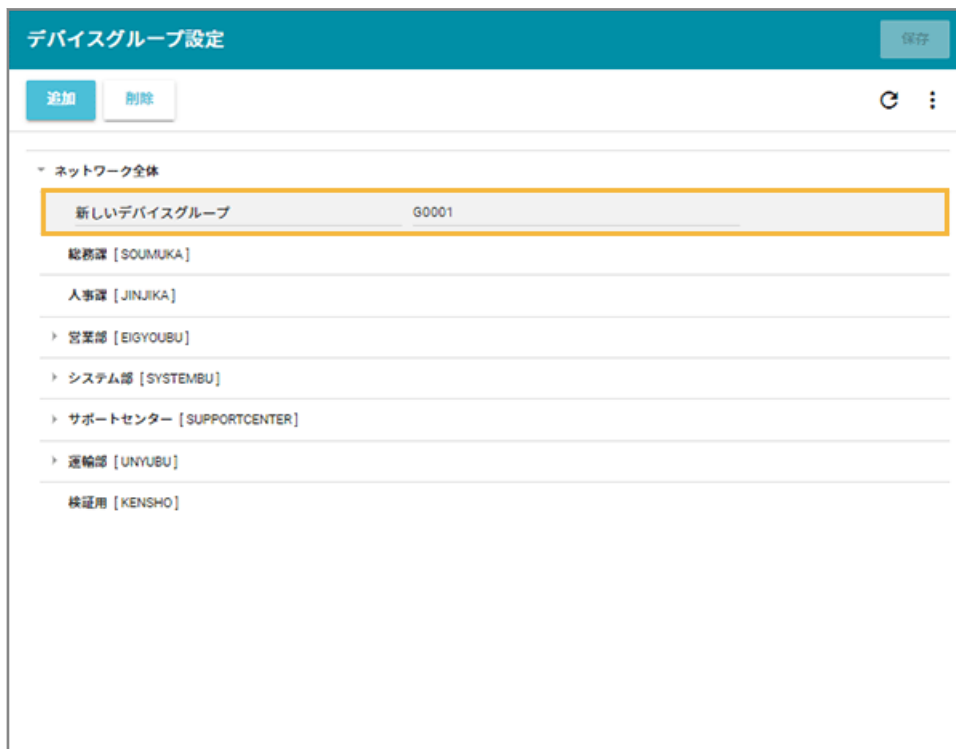 デバイスグループ設定 保存
追加 削除
ネットワーク全体
新しいデバイスグループ G0001
総務課 [SOUMUKA]
人事課 [JINJIKA]
営業部 [EIGYOUBU]
システム部 [SYSTEMBU]
サポートセンター [SUPPORTCENTER]
運輸部 [UNYUBU]
検証用 [KENSHO]